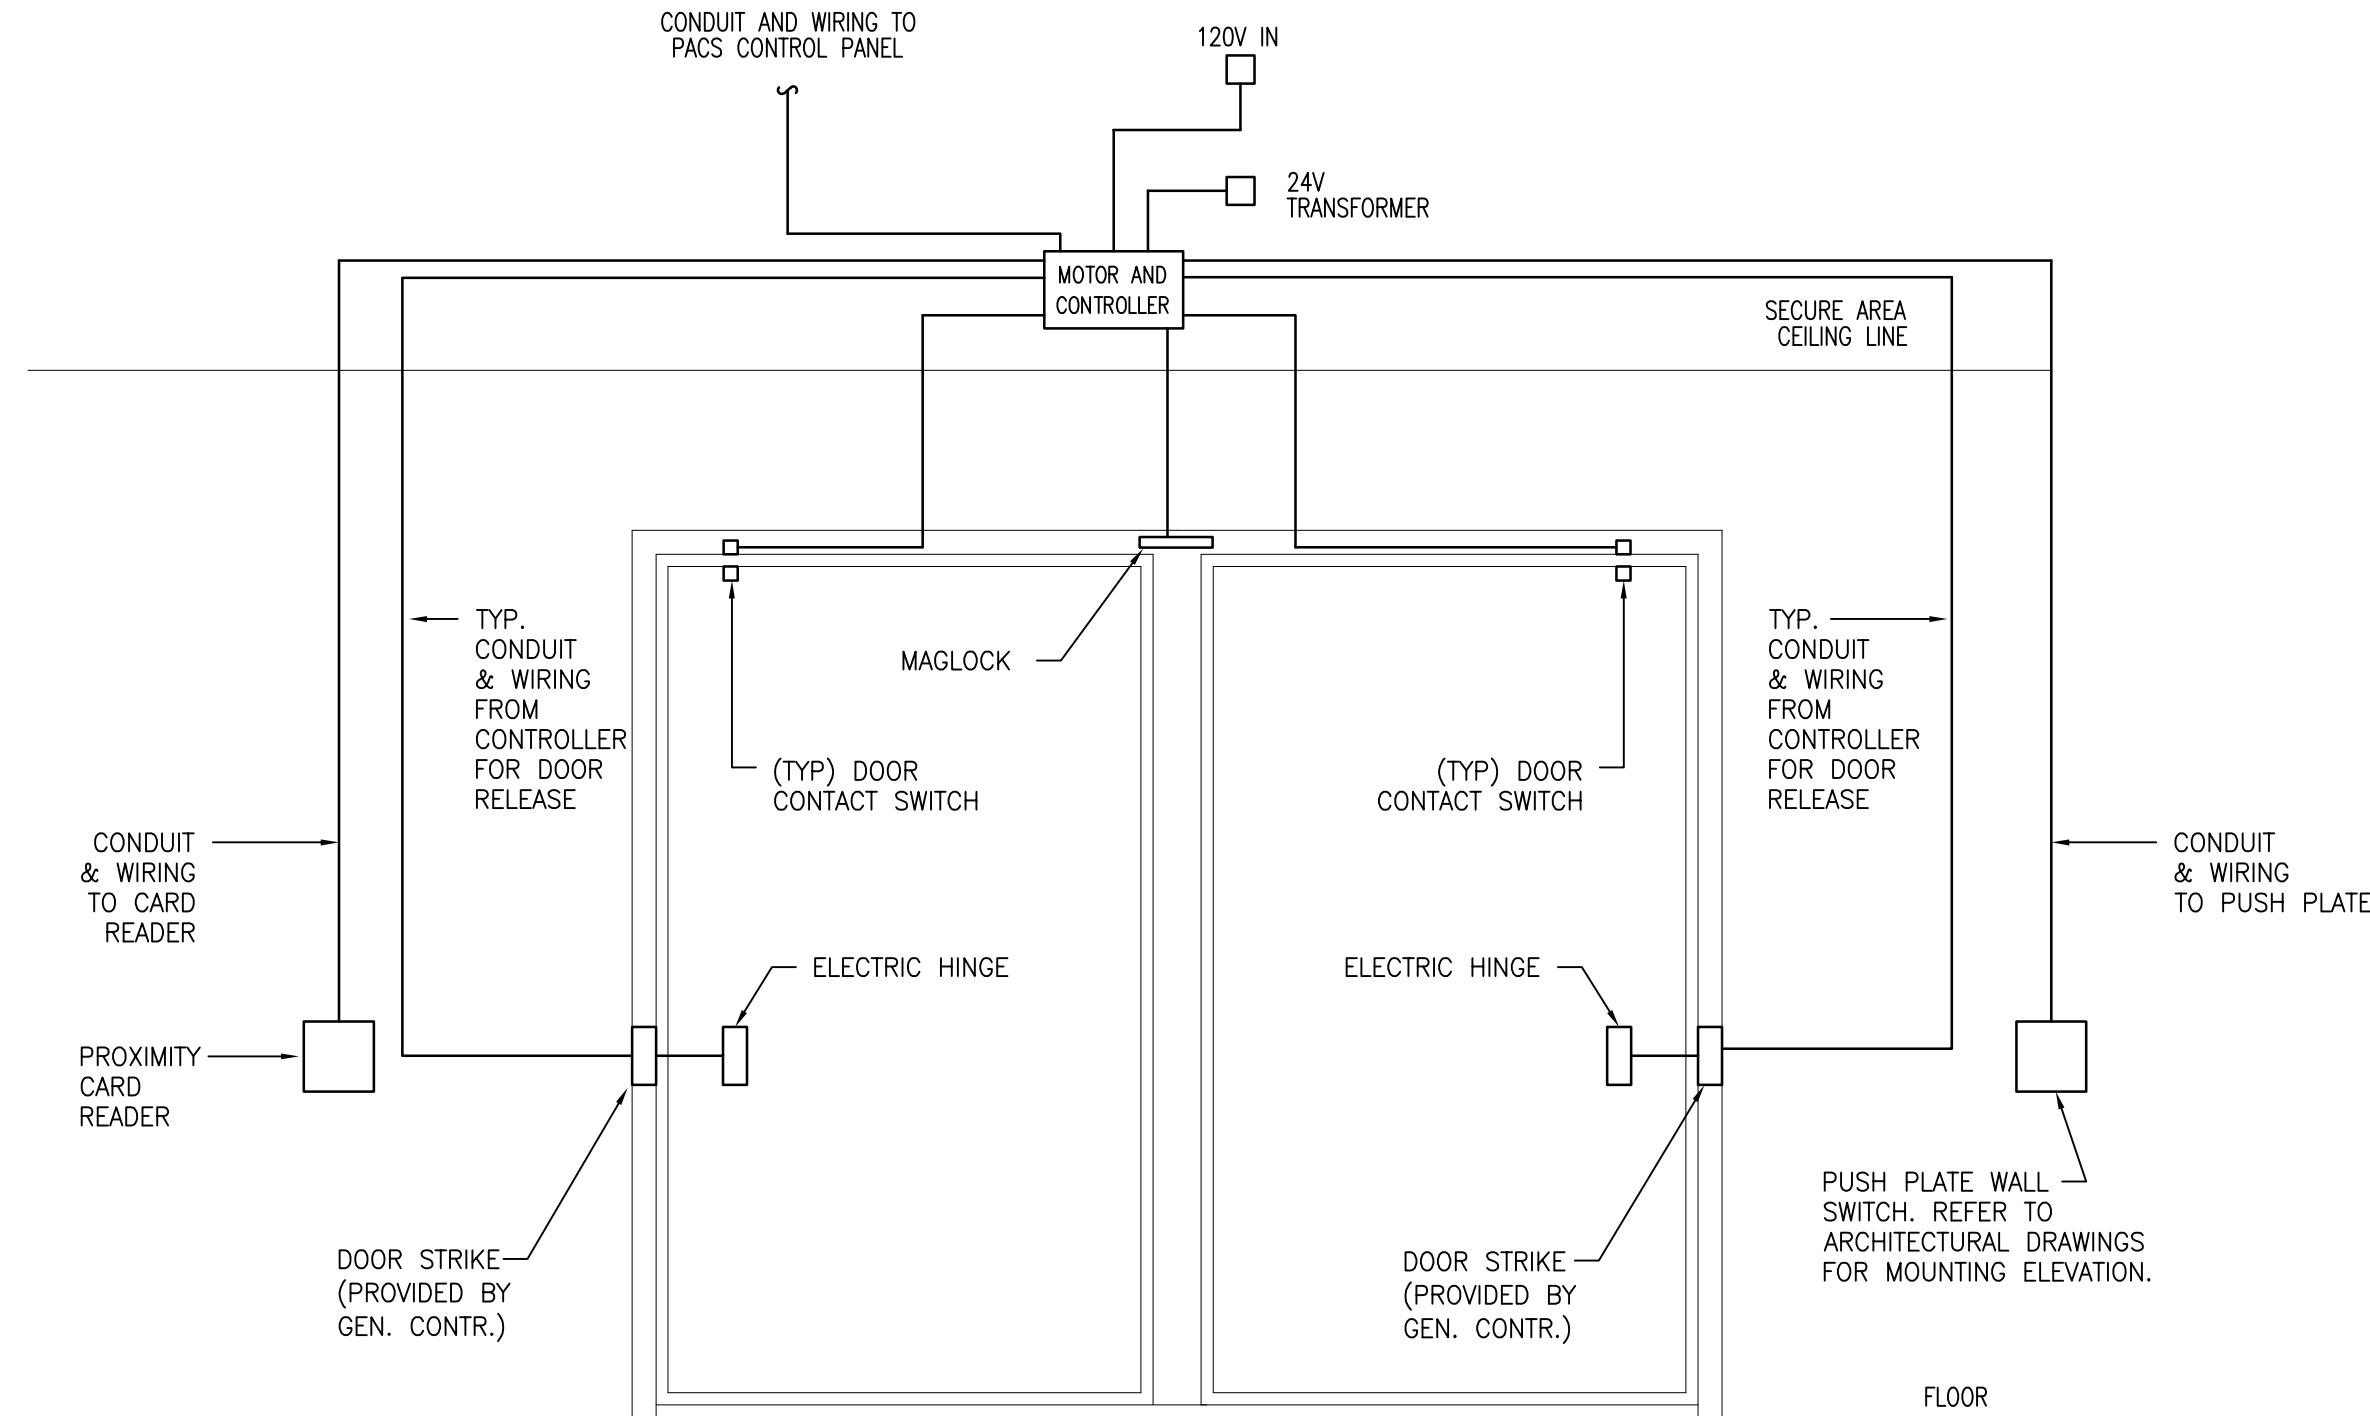 CONDUIT AND WIRING TO
PACS CONTROL PANEL
120V IN
24V
TRANSFORMER
MOTOR AND
CONTROLLER
SECURE AREA
CEILING LINE
TYP.
CONDUIT
& WIRING
FROM
CONTROLLER
FOR DOOR
RELEASE
MAGLOCK
TYP.
CONDUIT
& WIRING
FROM
CONTROLLER
FOR DOOR
RELEASE
(TYP) DOOR
CONTACT SWITCH
(TYP) DOOR
CONTACT SWITCH
CONDUIT
& WIRING
TO CARD
READER
CONDUIT
& WIRING
TO PUSH PLATE
ELECTRIC HINGE
ELECTRIC HINGE
PROXIMITY
CARD
READER
DOOR STRIKE
(PROVIDED BY
GEN. CONTR.)
DOOR STRIKE
(PROVIDED BY
GEN. CONTR.)
PUSH PLATE WALL
SWITCH. REFER TO
ARCHITECTURAL DRAWINGS
FOR MOUNTING ELEVATION.
FLOOR